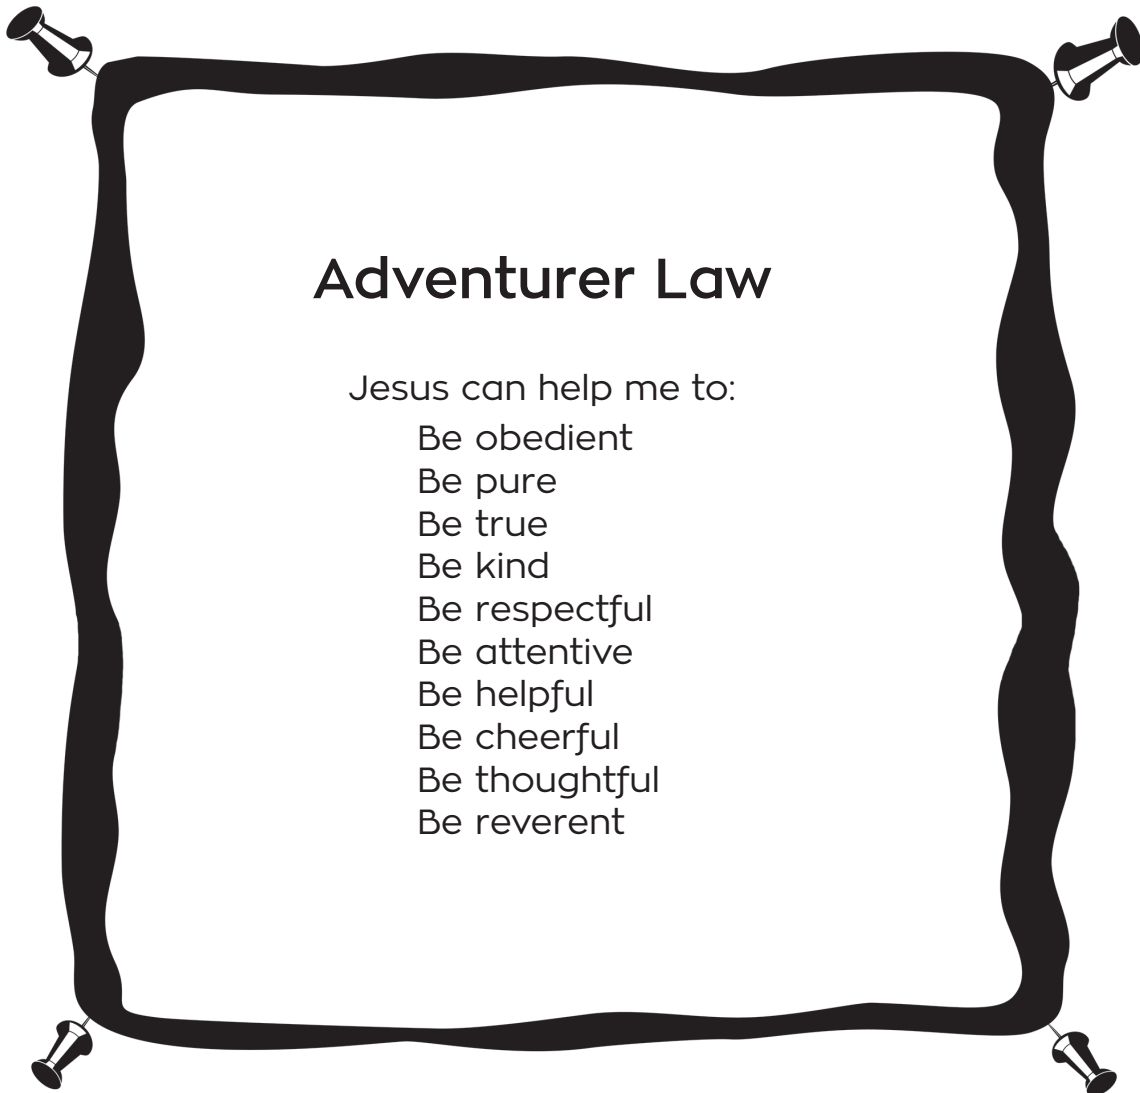 Adventurer Law
Jesus can help me to:
Be obedient
Be pure
Be true
Be kind
Be respectful
Be attentive
Be helpful
Be cheerful
Be thoughtful
Be reverent